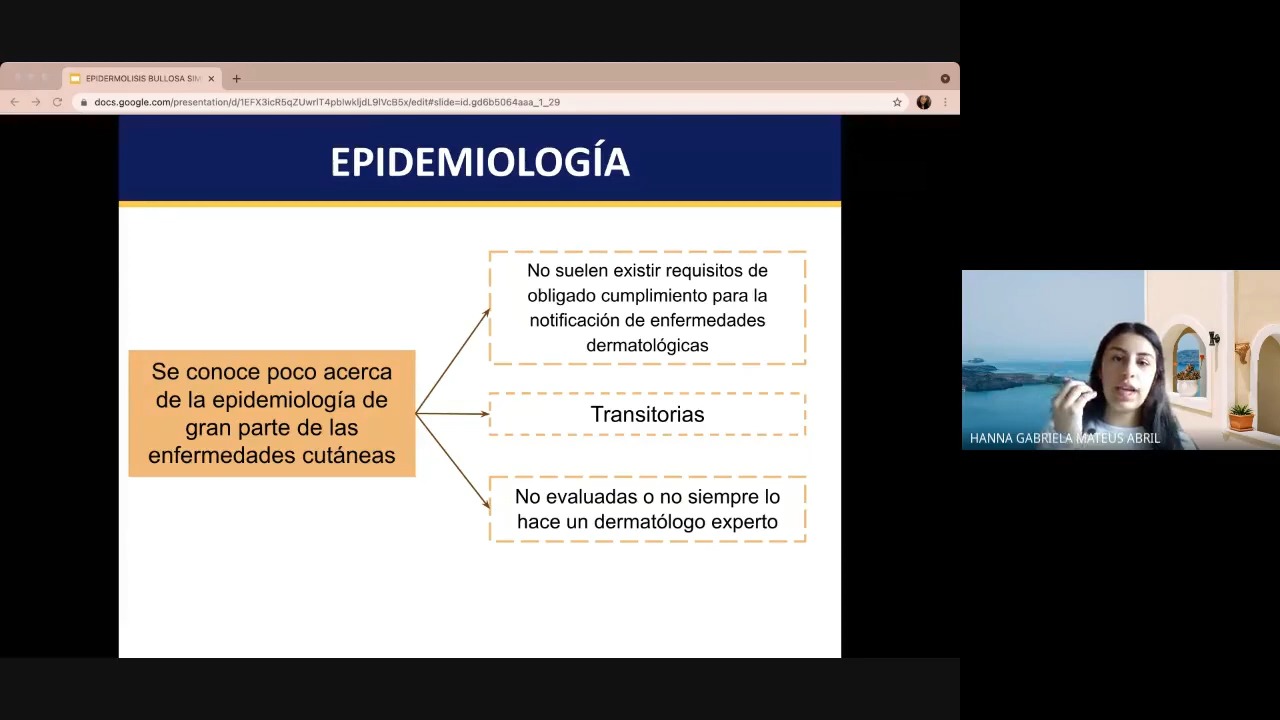 EPIDERMOLISIS BULLOSA SIM
docs.google.com/presentation/d/1EFX3icR5qZUwrlT4pblwkljdL9lVcB5x/edit#slide=id.gd6b5064aaa_1_29
EPIDEMIOLOGÍA
Se conoce poco acerca
de la epidemiología de
gran parte de las
enfermedades cutáneas
No suelen existir requisitos de
obligado cumplimiento para la
notificación de enfermedades
dermatológicas
Transitorias
No evaluadas o no siempre lo
hace un dermatólogo experto
HANNA GABRIELA MATEUS ABRIL